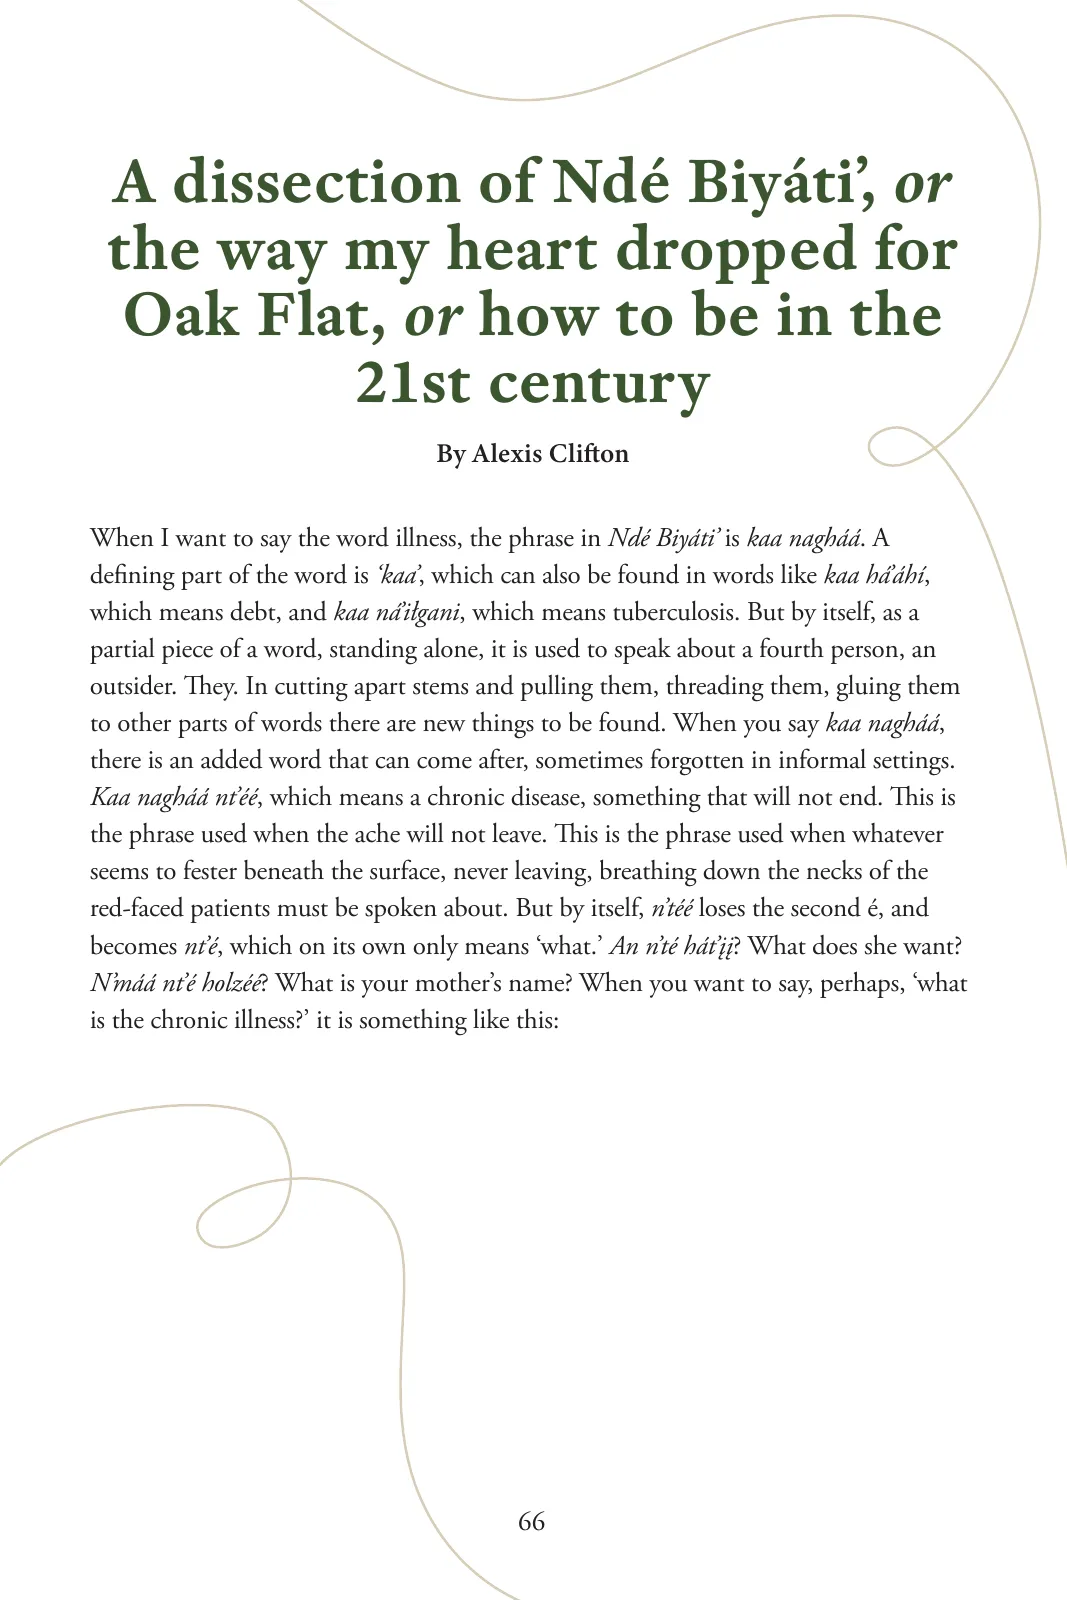 A dissection of Ndé Biyáti’, or
the way my heart dropped for
Oak Flat, or how to be in the
21st century
By Alexis Clifton
When I want to say the word illness, the phrase in Ndé Biyáti’ is kaa nagháá. A
defining part of the word is ‘kaa’, which can also be found in words like kaa há’áhí,
which means debt, and kaa ná’iłgani, which means tuberculosis. But by itself, as a
partial piece of a word, standing alone, it is used to speak about a fourth person, an
outsider. They. In cutting apart stems and pulling them, threading them, gluing them
to other parts of words there are new things to be found. When you say kaa nagháá,
there is an added word that can come after, sometimes forgotten in informal settings.
Kaa nagháá nt’éé, which means a chronic disease, something that will not end. This is
the phrase used when the ache will not leave. This is the phrase used when whatever
seems to fester beneath the surface, never leaving, breathing down the necks of the
red-faced patients must be spoken about. But by itself, n’téé loses the second é, and
becomes nt’é, which on its own only means ‘what.’ An n’té hát’į́į? What does she want?
N’máá nt’é holzéé? What is your mother’s name? When you want to say, perhaps, ‘what
is the chronic illness?’ it is something like this:
66